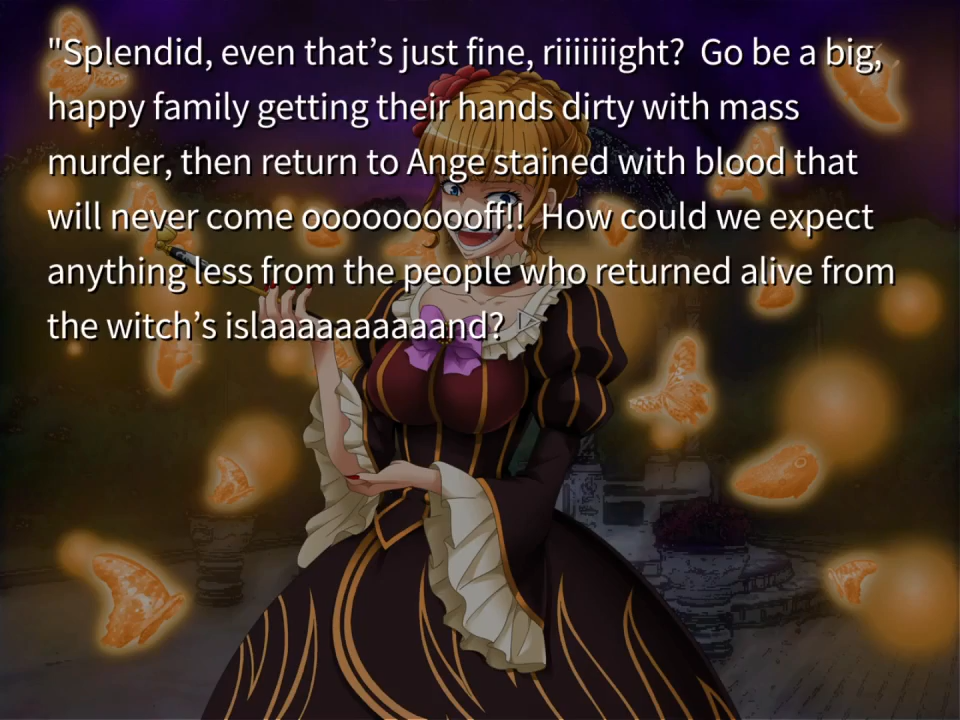 "Splendid, even that’s just fine, riiiiiiight?  Go be a big,
happy family getting their hands dirty with mass
murder, then return to Ange stained with blood that
will never come ooooooooooff!!  How could we expect
anything less from the people who returned alive from
the witch’s islaaaaaaaaaaand?